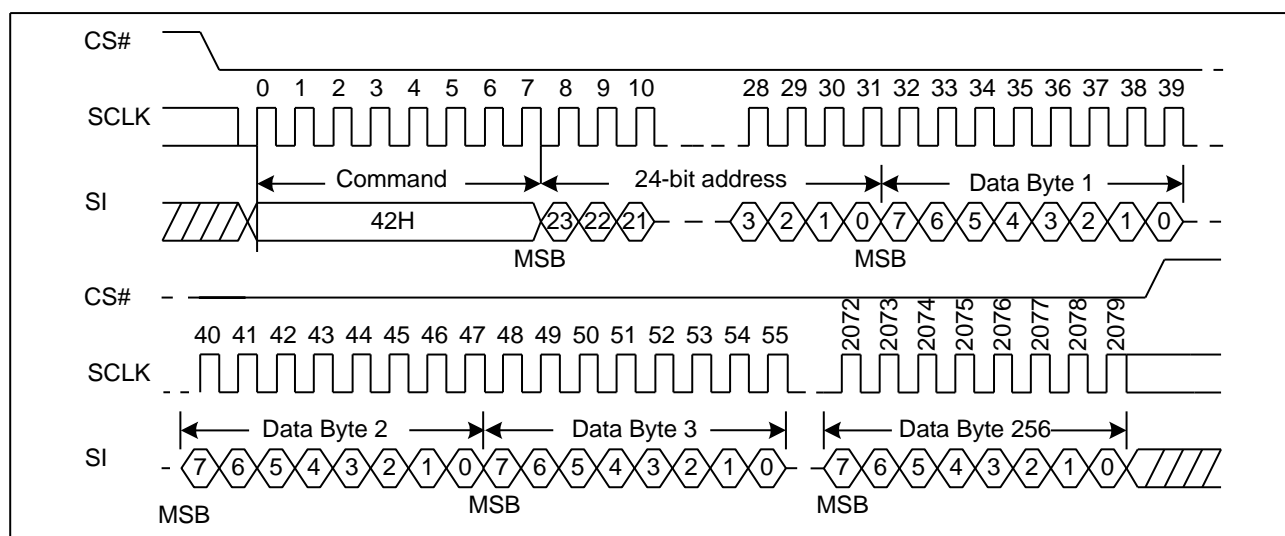 CS#
0 1 2 3 4 5 6 7 8 9 10 28 29 30 31 32 33 34 35 36 37 38 39
SCLK
Command 24-bit address Data Byte 1
SI
42H 23 22 21 3 2 1 0 7 6 5 4 3 2 1 0
MSB MSB
CS#
40 41 42 43 44 45 46 47 48 49 50 51 52 53 54 55 2072 2073 2074 2075 2076 2077 2078 2079
SCLK
Data Byte 2 Data Byte 3 Data Byte 256
SI
7 6 5 4 3 2 1 0 7 6 5 4 3 2 1 0 7 6 5 4 3 2 1 0
MSB MSB MSB